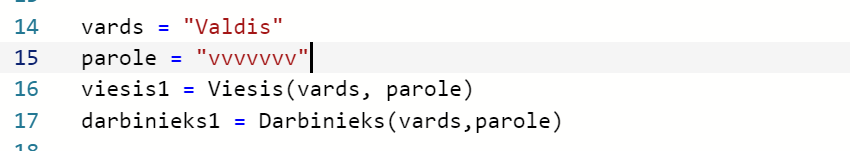 14 vards = "Valdis"
15 parole = "vvvvvvv"
16 viesis1 = Viesis(vards, parole)
17 darbinieks1 = Darbinieks(vards,parole)